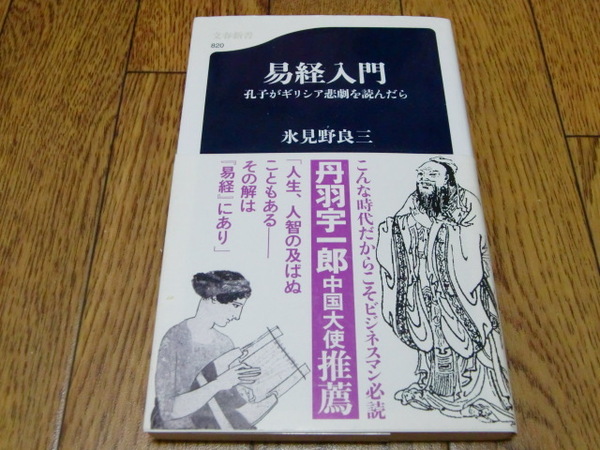 文春新書
820
易経入門
孔子がギリシア悲劇を読んだら
氷見野良三
こんな時代だからこそビジネスマン必読
丹羽宇一郎中国大使推薦
「人生、人智の及ばぬ
こともある――
その解は
『易経』にあり」